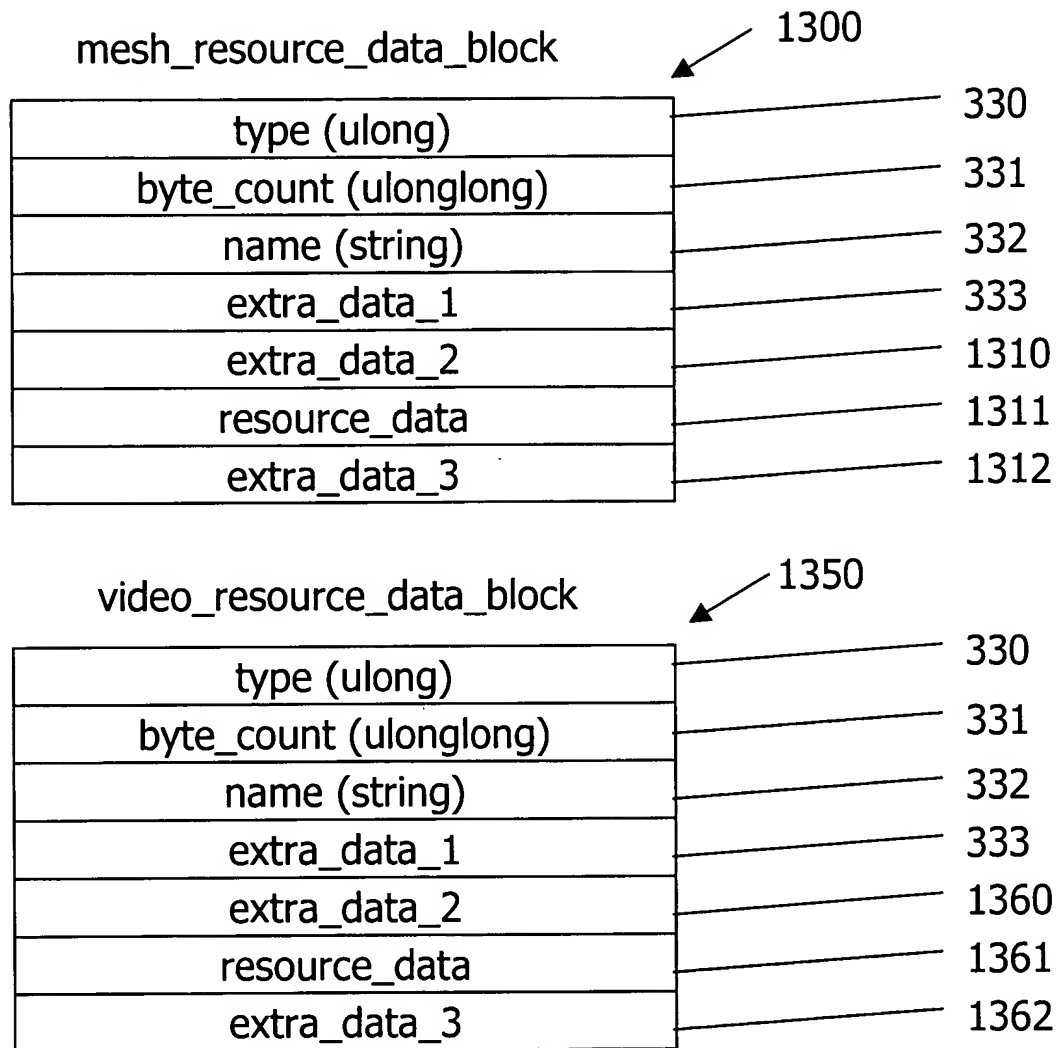 mesh_resource_data_block 1300
type (ulong) 330
byte_count (ulonglong) 331
name (string) 332
extra_data_1 333
extra_data_2 1310
resource_data 1311
extra_data_3 1312
video_resource_data_block 1350
type (ulong) 330
byte_count (ulonglong) 331
name (string) 332
extra_data_1 333
extra_data_2 1360
resource_data 1361
extra_data_3 1362